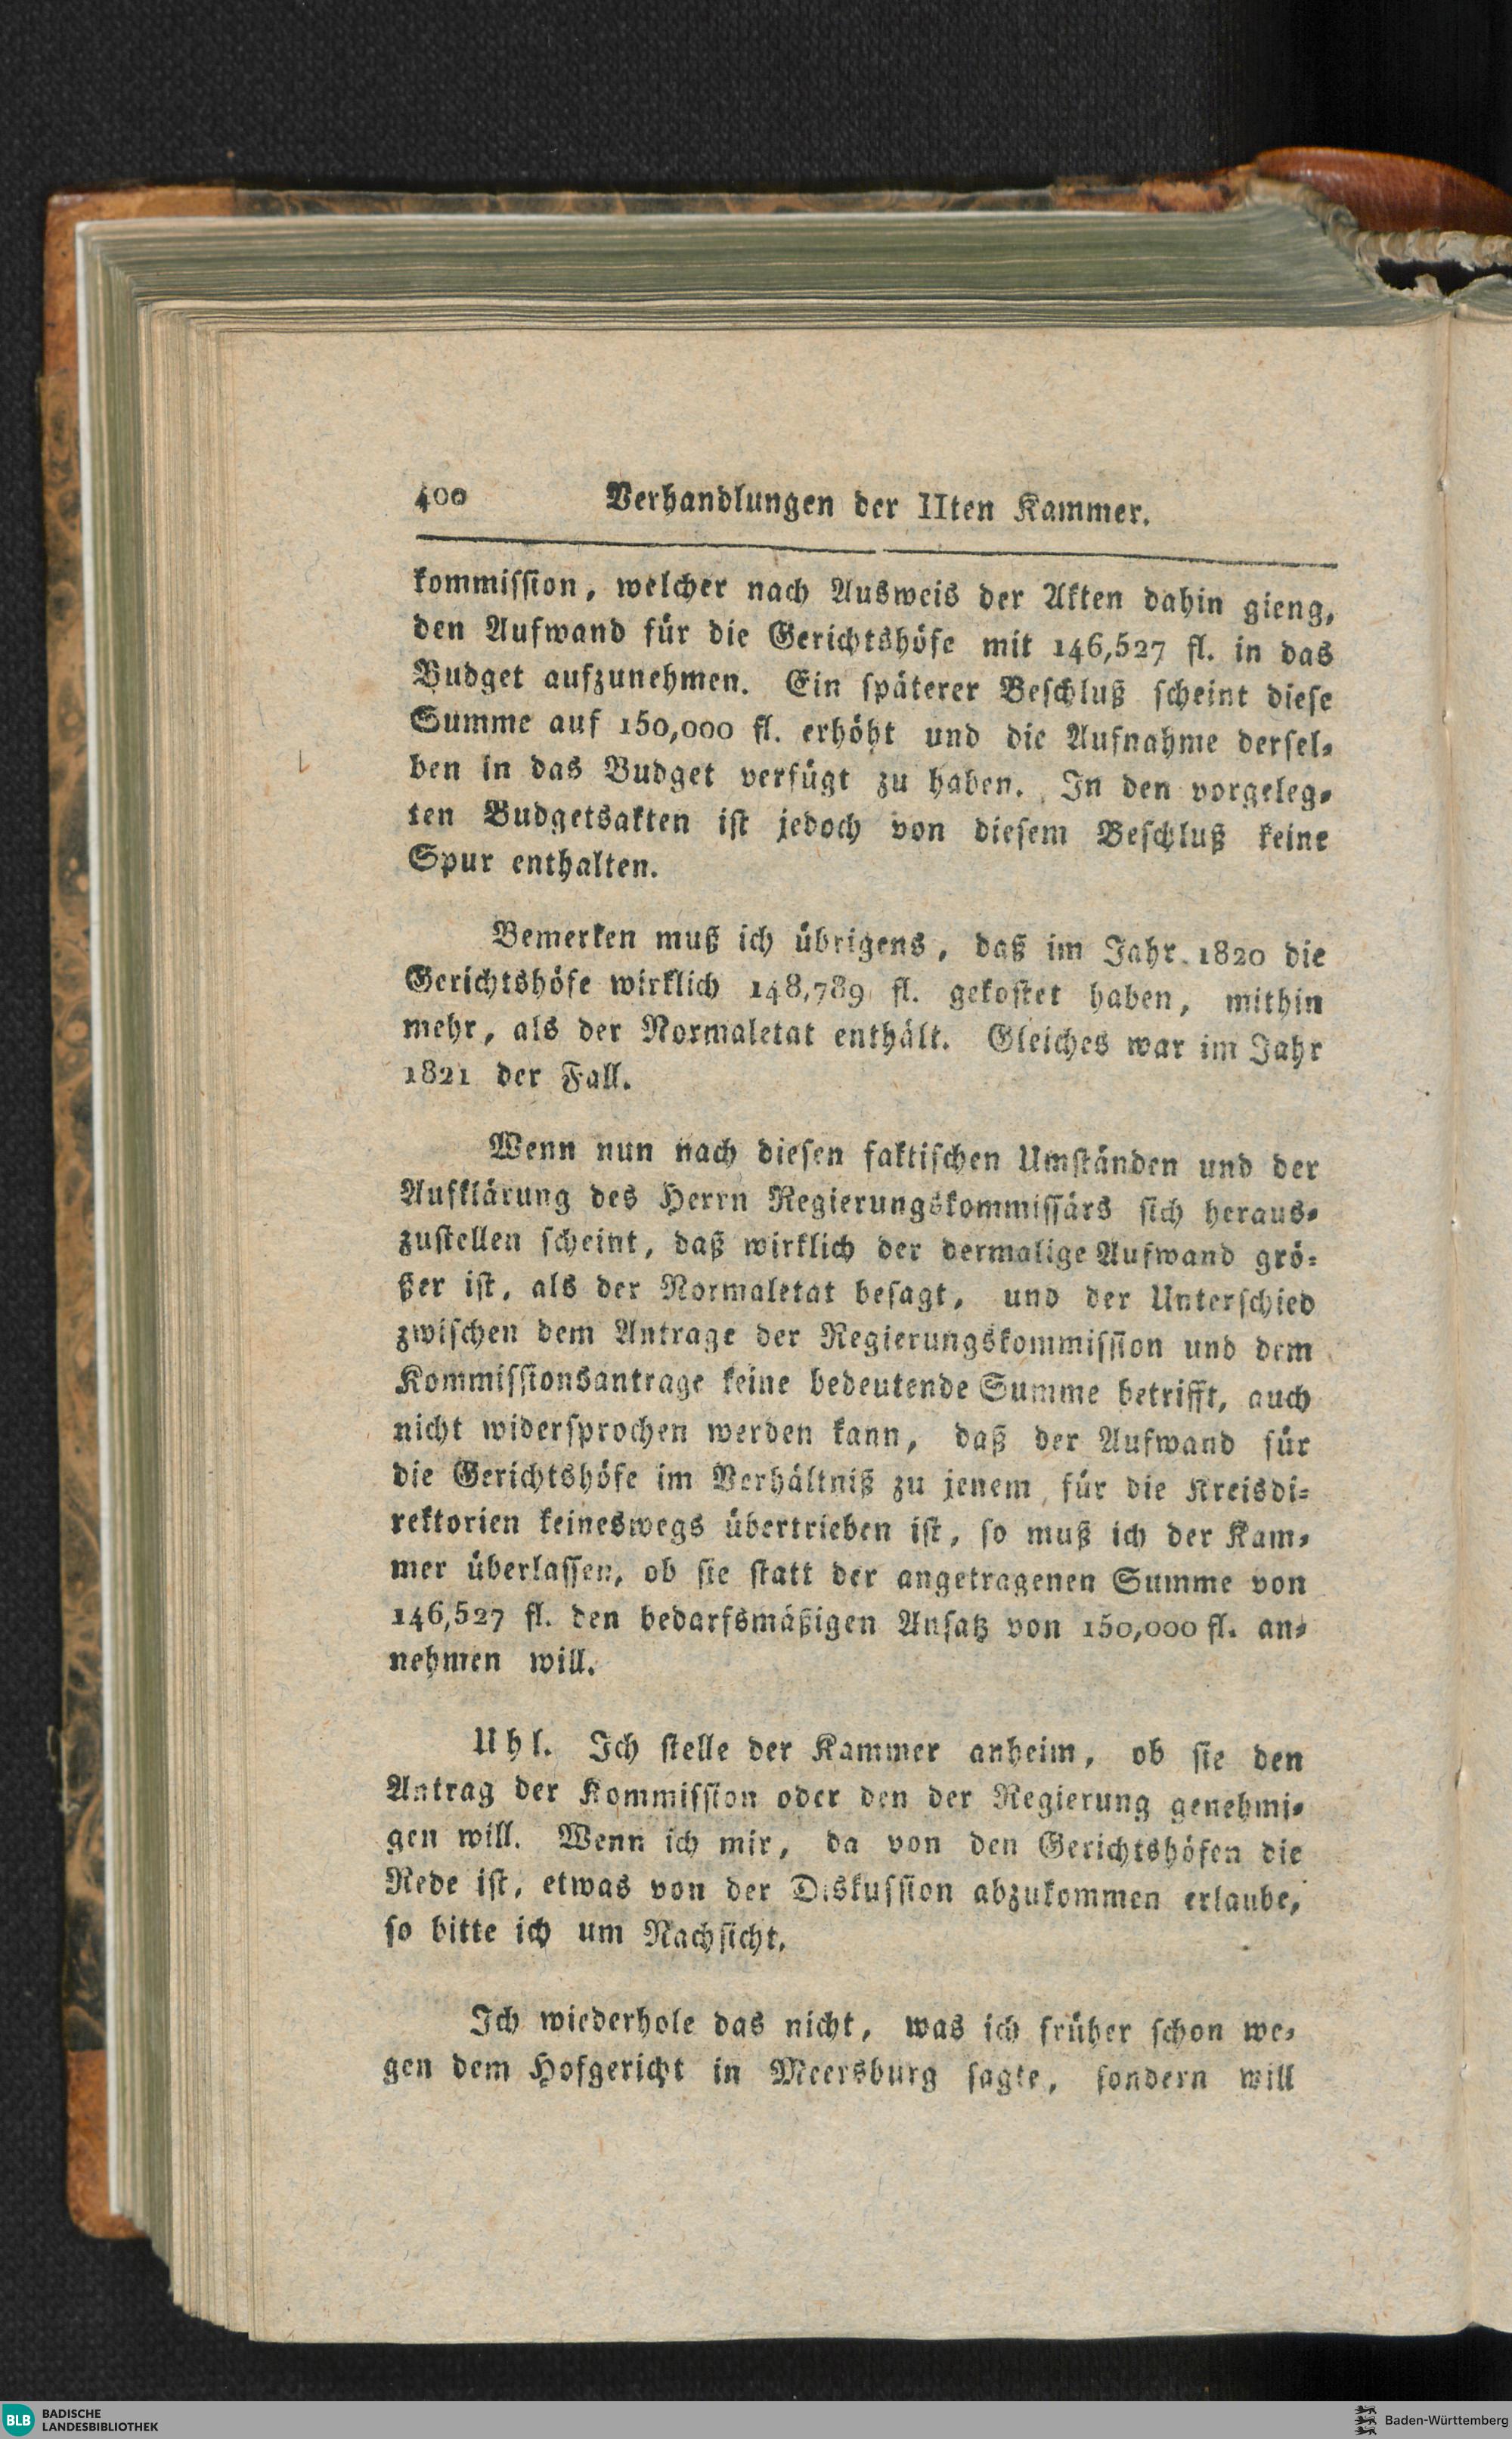 400 Verhandlungen der IIten Kammer.
kommission, welcher nach Ausweis der Akten dahin gieng,
den Aufwand für die Gerichtshöfe mit 146,527 fl. in das
Budget aufzunehmen. Ein späterer Beschluß scheint diese
Summe auf 150,000 fl. erhöht und die Aufnahme dersel-
ben in das Budget verfügt zu haben. In den vorgeleg-
ten Budgetsakten ist jedoch von diesem Beschluß keine
Spur enthalten.
Bemerken muß ich übrigens, daß im Jahr 1820 die
Gerichtshöfe wirklich 148,789 fl. gekostet haben, mithin
mehr, als der Normaletat enthält. Gleiches war im Jahr
1821 der Fall.
Wenn nun nach diesen faktischen Umständen und der
Aufklärung des Herrn Regierungskommissärs sich heraus-
zustellen scheint, daß wirklich der dermalige Aufwand grö-
ßer ist, als der Normaletat besagt, und der Unterschied
zwischen dem Antrage der Regierungskommission und dem
Kommissionsantrage keine bedeutende Summe betrifft, auch
nicht widersprochen werden kann, daß der Aufwand für
die Gerichtshöfe im Verhältniß zu jenem für die Kreisdi-
rektorien keineswegs übertrieben ist, so muß ich der Kam-
mer überlassen, ob sie statt der angetragenen Summe von
146,527 fl. den bedarfsmäßigen Ansatz von 150,000 fl. an-
nehmen will.
Uhl. Ich stelle der Kammer anheim, ob sie den
Antrag der Kommission oder den der Regierung genehmi-
gen will. Wenn ich mir, da von den Gerichtshöfen die
Rede ist, etwas von der Diskussion abzukommen erlaube,
so bitte ich um Nachsicht.
Ich wiederhole das nicht, was ich früher schon we-
gen dem Hofgericht in Meersburg sagte, sondern will
BLB BADISCHE
LANDESBIBLIOTHEK
Baden-Württemberg